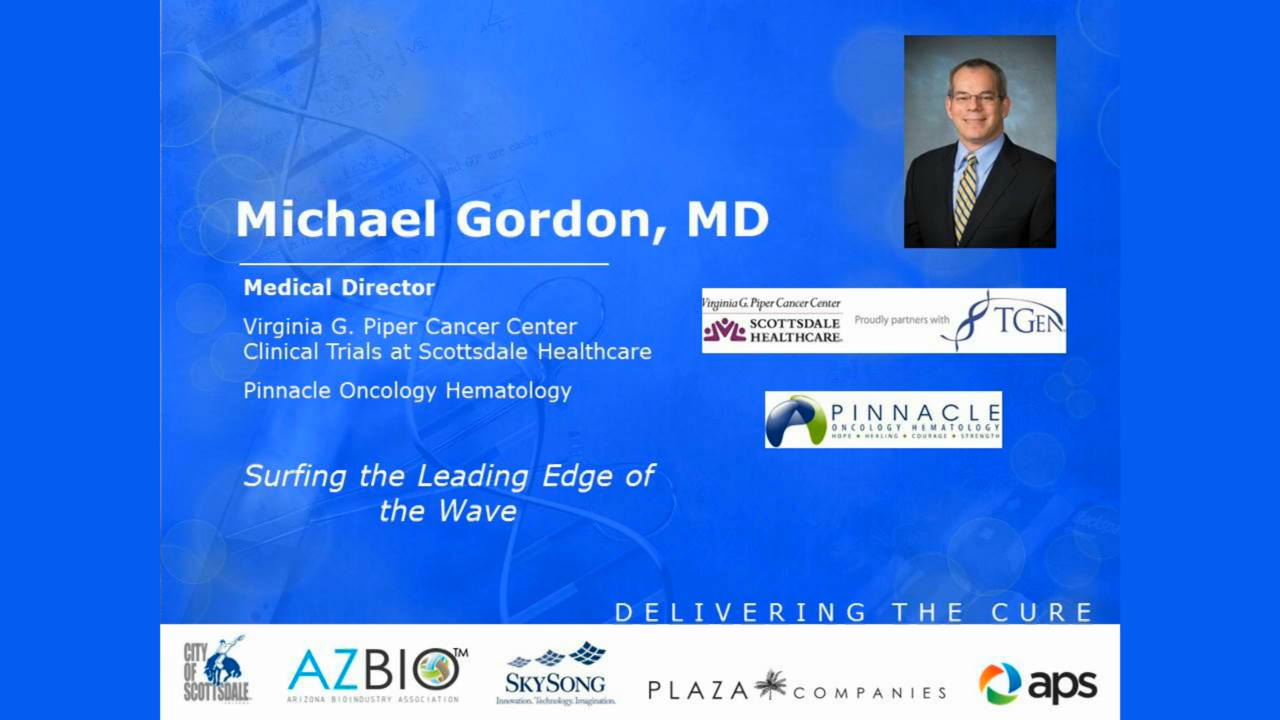 Michael Gordon, MD
Medical Director
Virginia G. Piper Cancer Center
Clinical Trials at Scottsdale Healthcare
Pinnacle Oncology Hematology
Surfing the Leading Edge of
the Wave
Virginia G. Piper Cancer Center
SCOTTSDALE
HEALTHCARE.
Proudly partners with
TGEN
PINNACLE
ONCOLOGY HEMATOLOGY
HOPE HEALING COURAGE STRENGTH
DELIVERING THE CURE
CITY
OF
SCOTTSDALE
AZBIO™
ARIZONA BIOINDUSTRY ASSOCIATION
SKYSONG
Innovation. Technology. Imagination.
PLAZA COMPANIES
aps